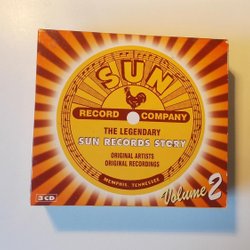 SUN
RECORD COMPANY
THE LEGENDARY
SUN RECORDS STORY
ORIGINAL ARTISTS
ORIGINAL RECORDINGS
MEMPHIS, TENNESSEE
3 CD
Volume 2